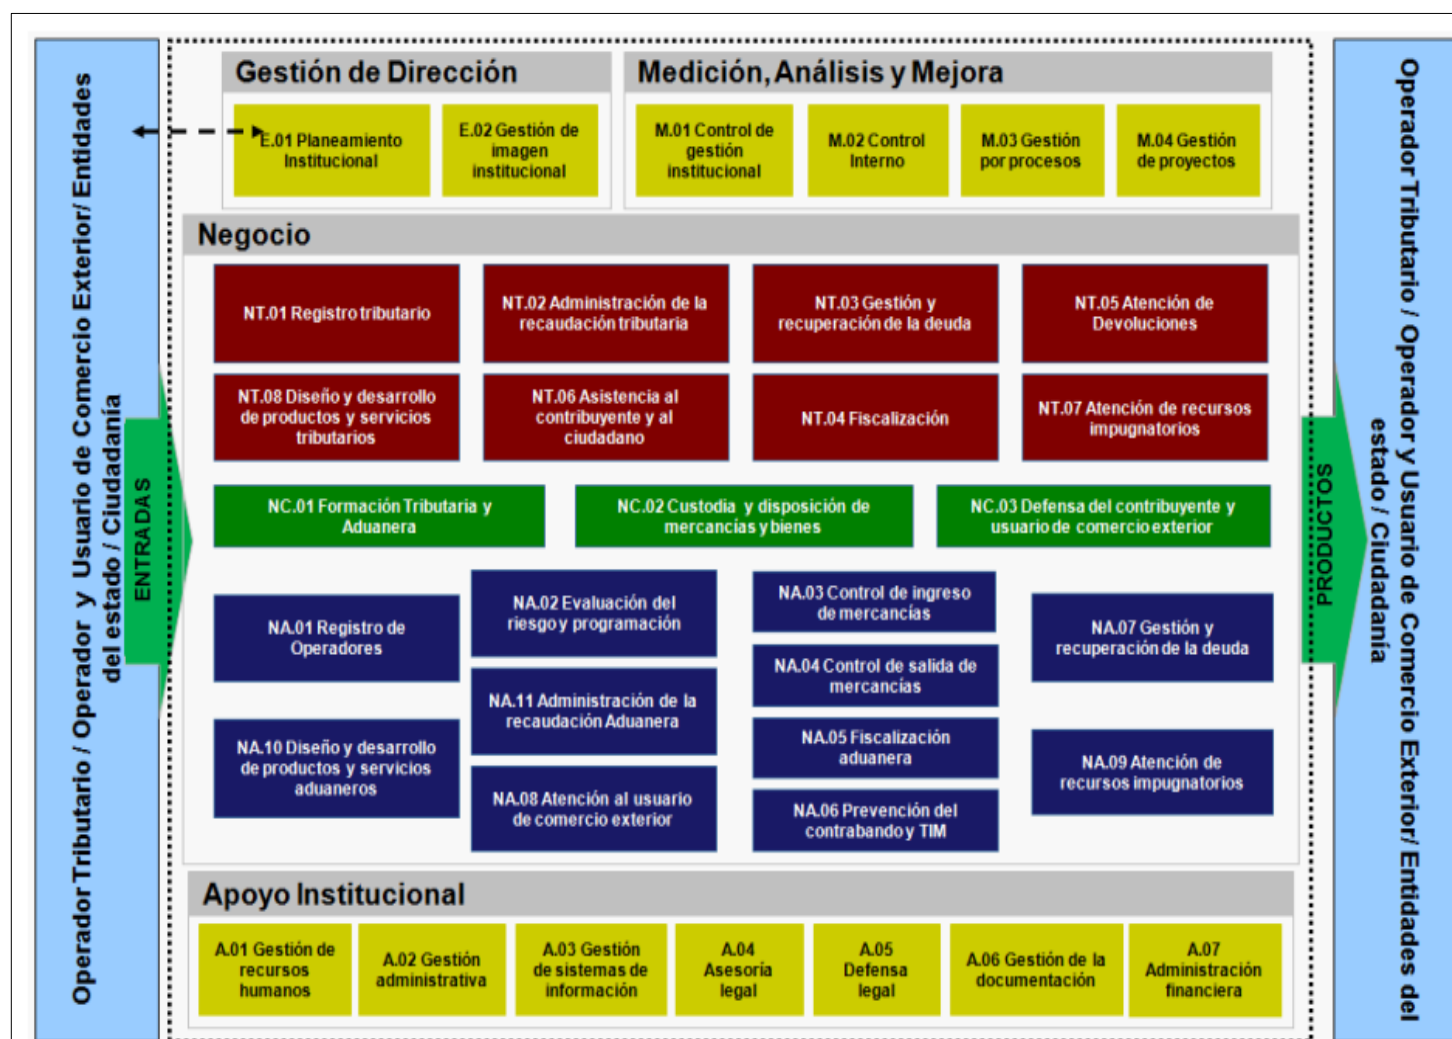 Operador Tributario / Operador y Usuario de Comercio Exterior/ Entidades
del estado / Ciudadanía
ENTRADAS
Gestión de Dirección
E.01 Planeamiento
Institucional
E.02 Gestión de
imagen
institucional
Medición, Análisis y Mejora
M.01 Control de
gestión
institucional
M.02 Control
Interno
M.03 Gestión
por procesos
M.04 Gestión
de proyectos
Negocio
NT.01 Registro tributario
NT.02 Administración de la
recaudación tributaria
NT.03 Gestión y
recuperación de la deuda
NT.05 Atención de
Devoluciones
NT.08 Diseño y desarrollo
de productos y servicios
tributarios
NT.06 Asistencia al
contribuyente y al
ciudadano
NT.04 Fiscalización
NT.07 Atención de recursos
impugnatorios
NC.01 Formación Tributaria y
Aduanera
NC.02 Custodia y disposición de
mercancías y bienes
NC.03 Defensa del contribuyente y
usuario de comercio exterior
NA.01 Registro de
Operadores
NA.10 Diseño y desarrollo
de productos y servicios
aduaneros
NA.02 Evaluación del
riesgo y programación
NA.11 Administración de la
recaudación Aduanera
NA.08 Atención al usuario
de comercio exterior
NA.03 Control de ingreso
de mercancías
NA.04 Control de salida de
mercancías
NA.05 Fiscalización
aduanera
NA.06 Prevención del
contrabando y TIM
NA.07 Gestión y
recuperación de la deuda
NA.09 Atención de
recursos impugnatorios
Apoyo Institucional
A.01 Gestión de
recursos
humanos
A.02 Gestión
administrativa
A.03 Gestión
de sistemas de
información
A.04
Asesoría
legal
A.05
Defensa
legal
A.06 Gestión de la
documentación
A.07
Administración
financiera
PRODUCTOS
Operador Tributario / Operador y Usuario de Comercio Exterior/ Entidades del
estado / Ciudadanía